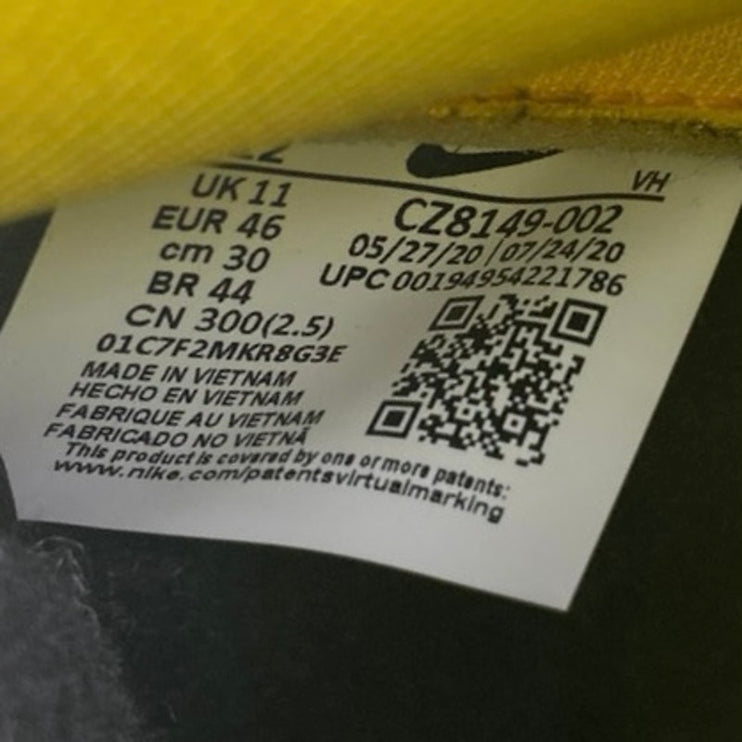 VH
UK 11
EUR 46
cm 30
BR 44
CN 300(2.5)
01C7F2MKR8G3E
CZ8149-002
05/27/20 | 07/24/20
UPC 00194954221786
MADE IN VIETNAM
HECHO EN VIETNAM
FABRIQUE AU VIETNAM
FABRICADO NO VIETNÃ
This product is covered by one or more patents:
www.nike.com/patentsvirtualmarking